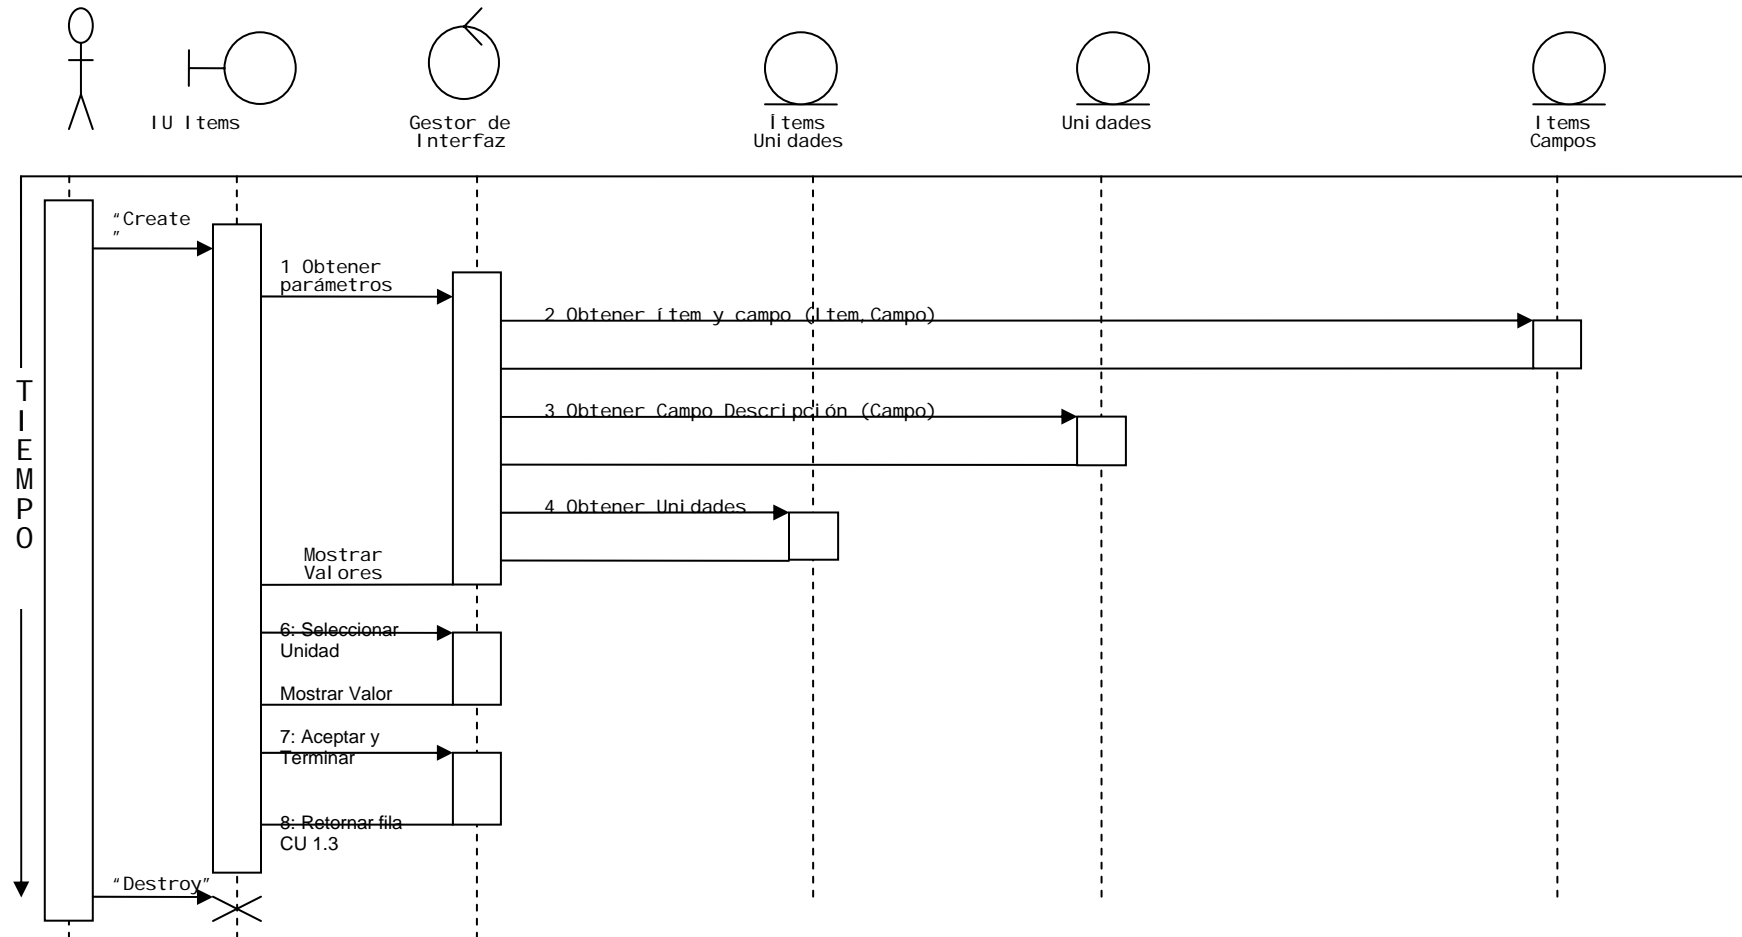 IU Items
Gestor de
Interfaz
Ítems
Unidades
Unidades
Items
Campos
“Create
”
1 Obtener
parámetros
2 Obtener ítem y campo (Item,Campo)
3 Obtener Campo Descripción (Campo)
4 Obtener Unidades
Mostrar
Valores
6: Seleccionar
Unidad
Mostrar Valor
7: Aceptar y
Terminar
8: Retornar fila
CU 1.3
“Destroy”
TIEMPO